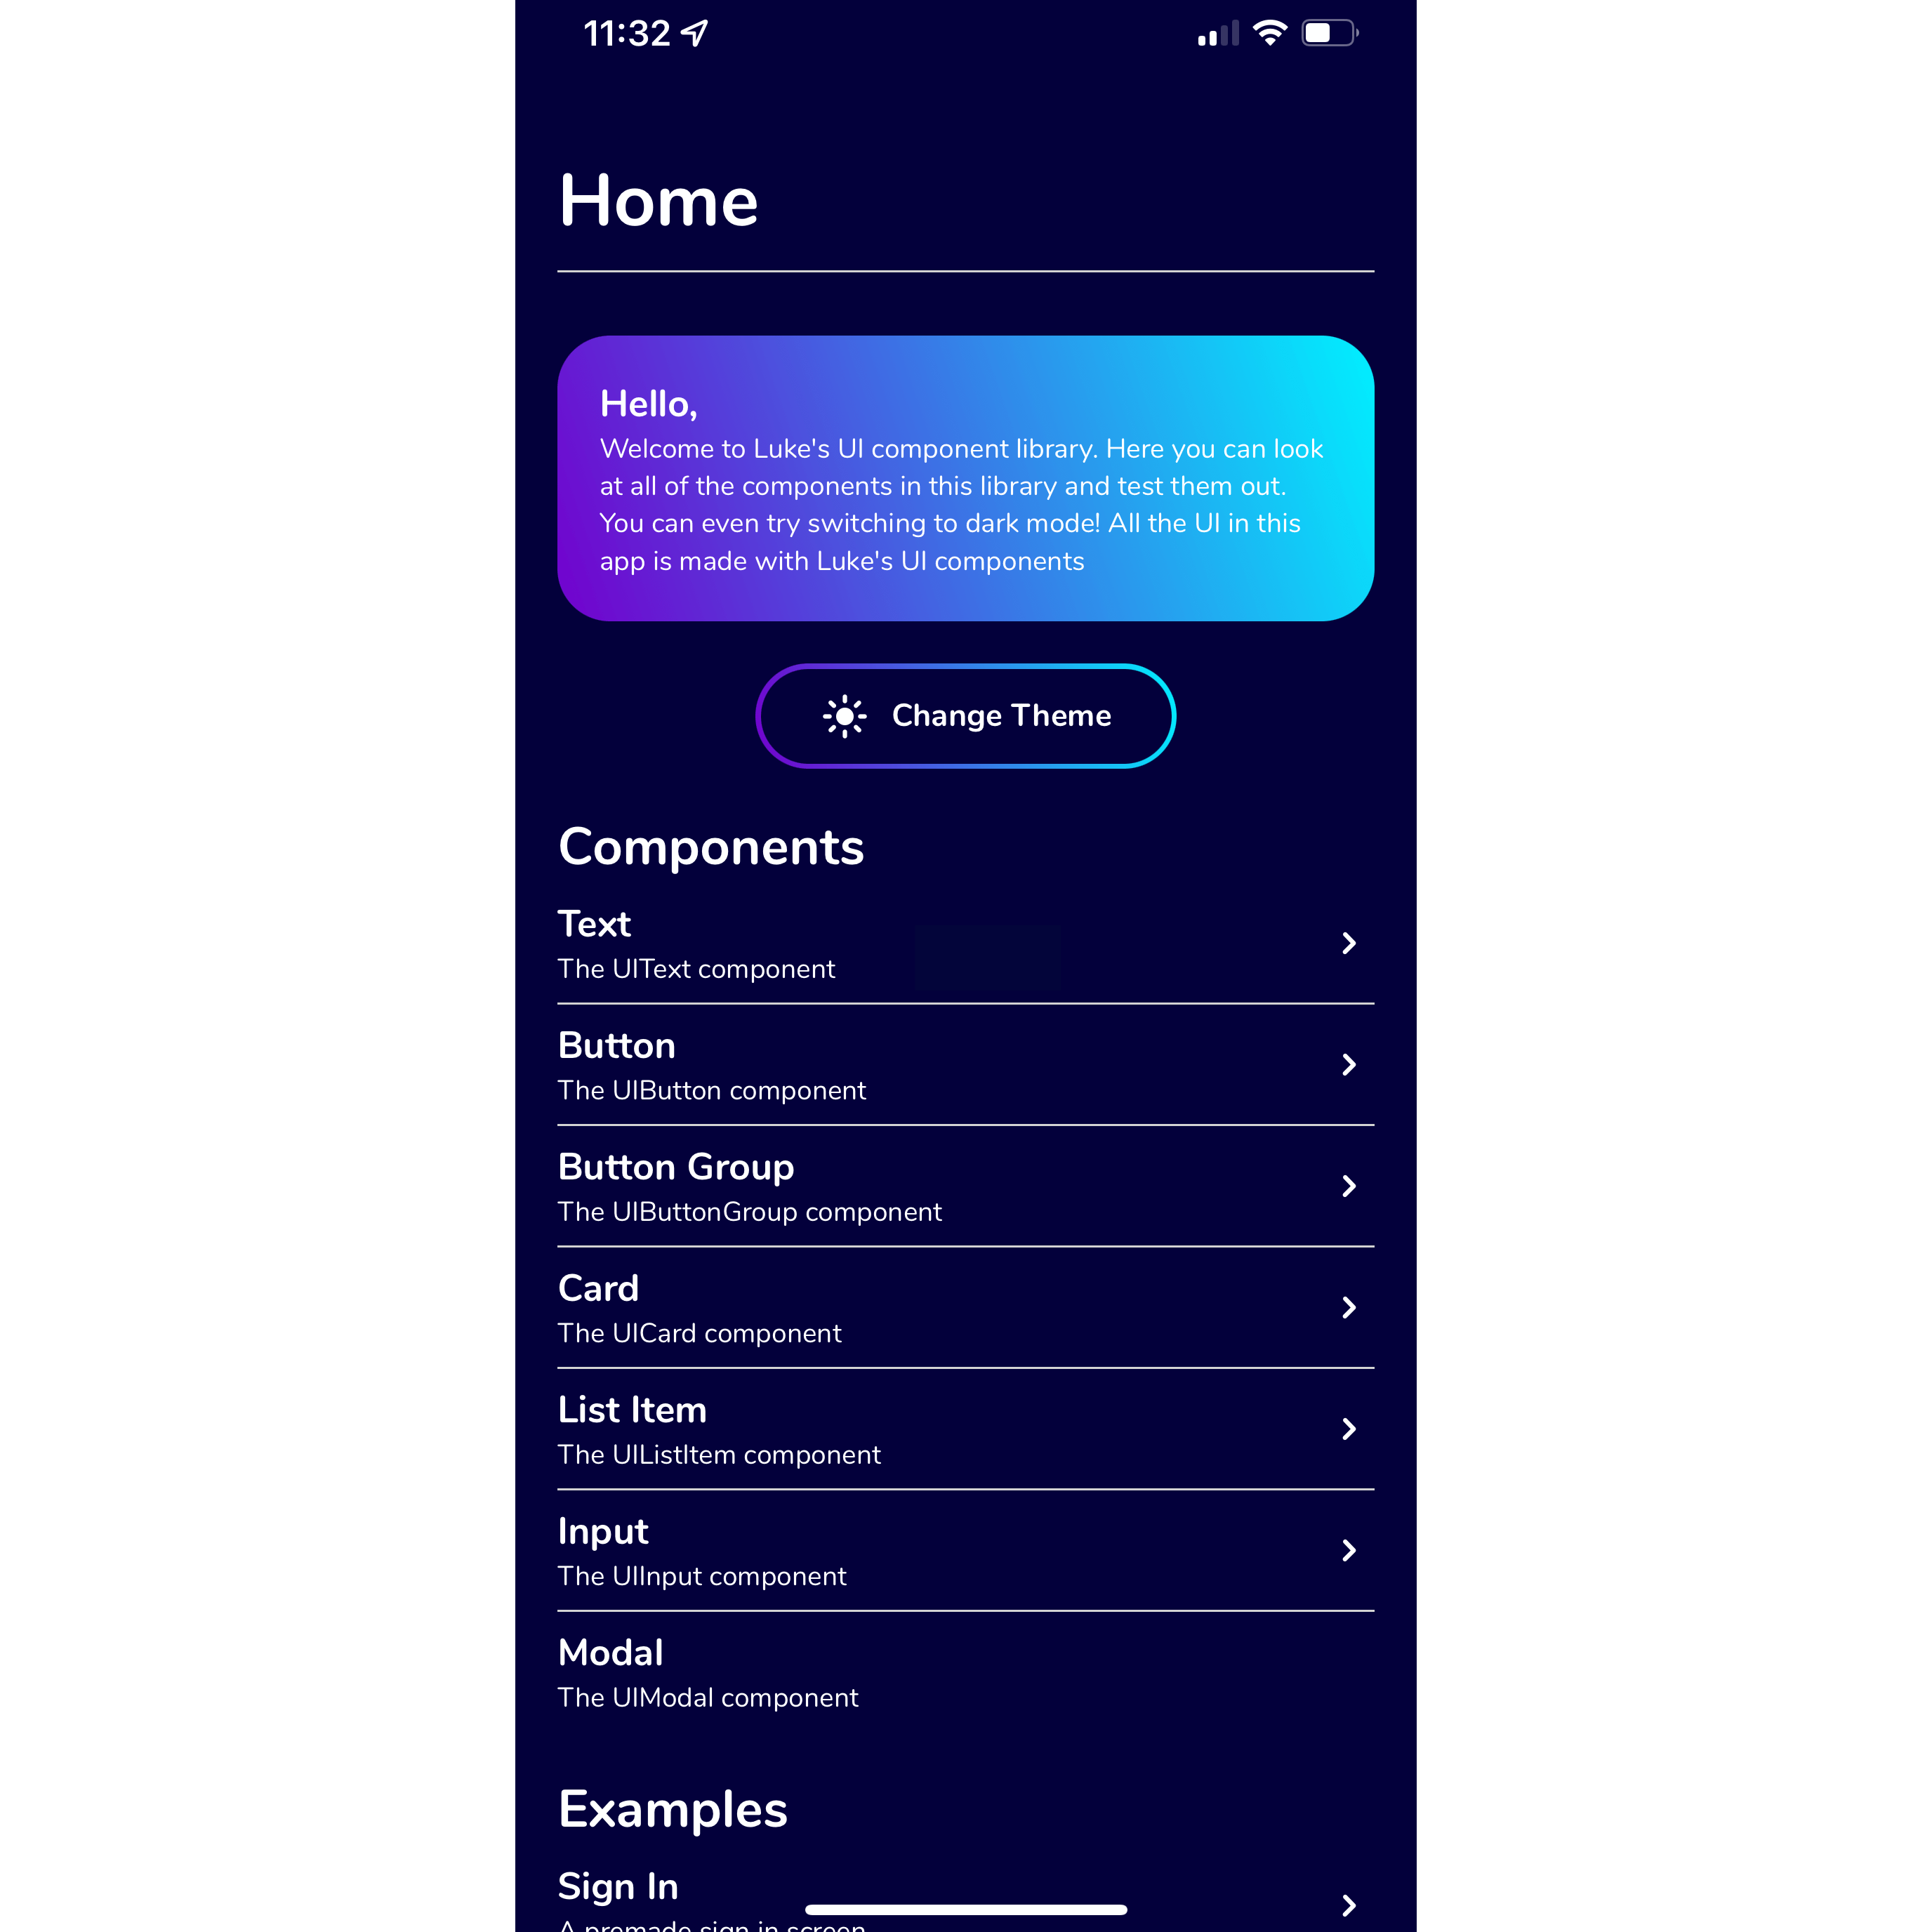 11:32
Home
Hello,
Welcome to Luke's UI component library. Here you can look
at all of the components in this library and test them out.
You can even try switching to dark mode! All the UI in this
app is made with Luke's UI components
Change Theme
Components
Text
The UIText component
Button
The UIButton component
Button Group
The UIButtonGroup component
Card
The UICard component
List Item
The UIListItem component
Input
The UIInput component
Modal
The UIModal component
Examples
Sign In
A premade sign in screen